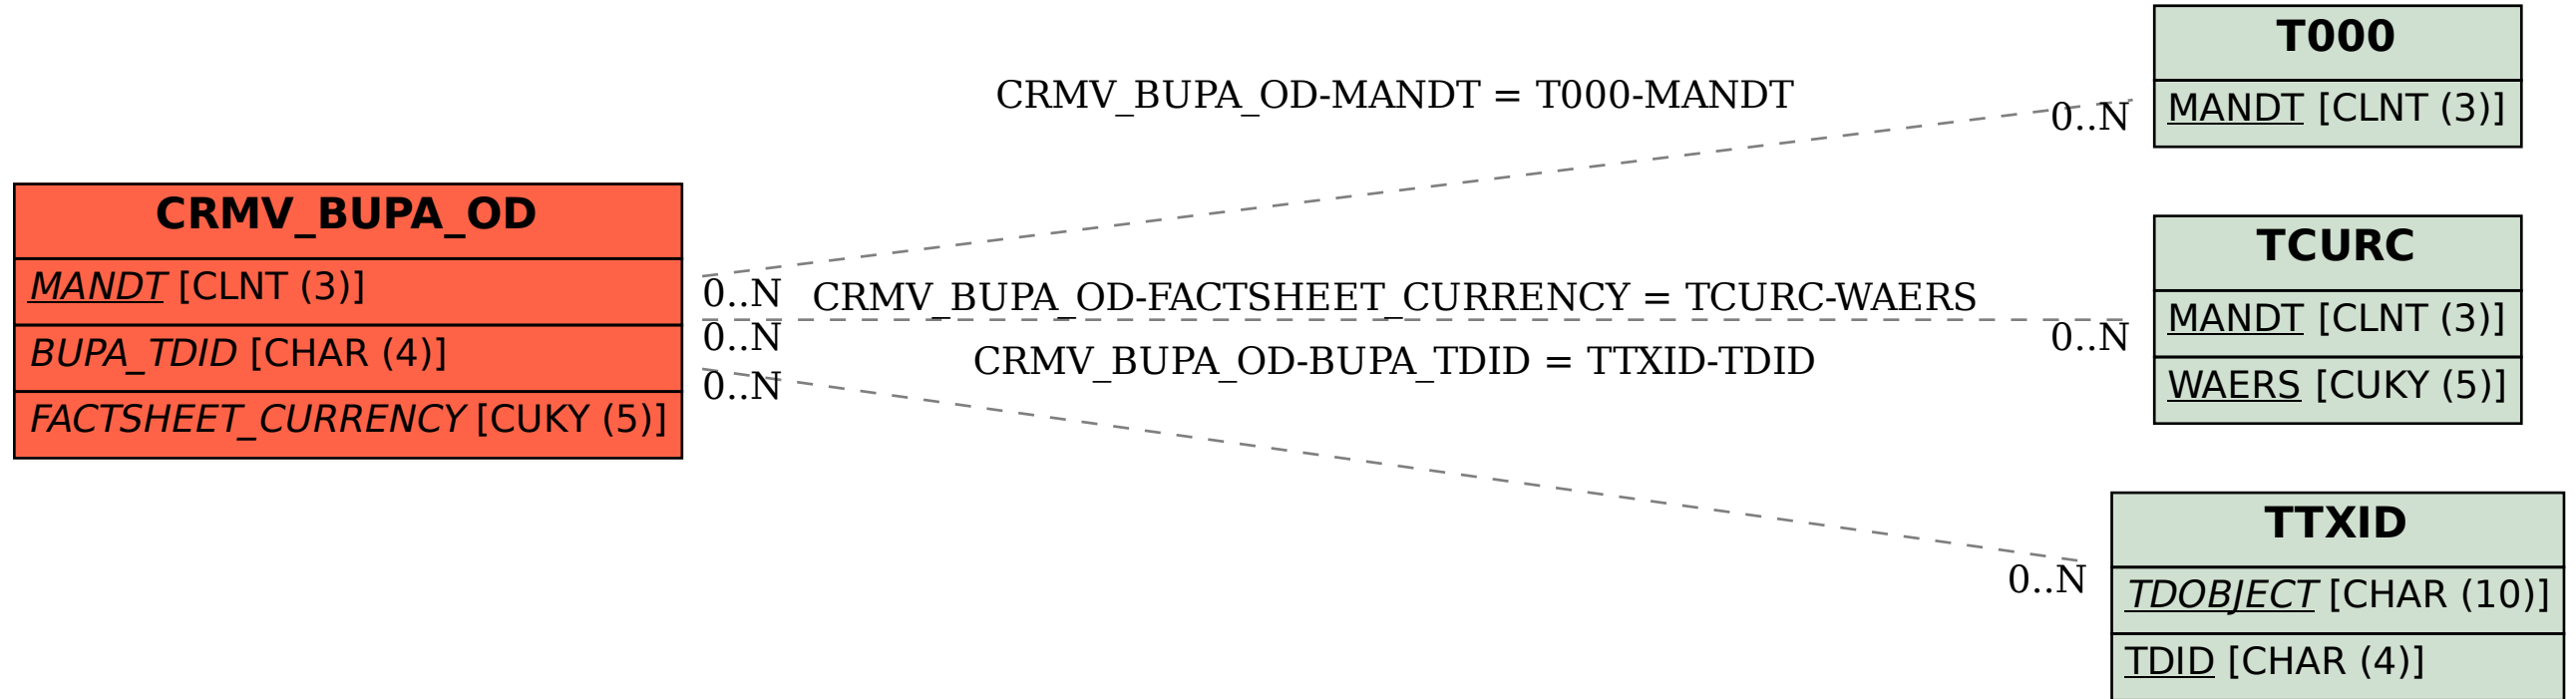 CRMV_BUPA_OD
MANDT [CLNT (3)]
BUPA_TDID [CHAR (4)]
FACTSHEET_CURRENCY [CUKY (5)]
CRMV_BUPA_OD-MANDT = T000-MANDT
0..N
0..N
CRMV_BUPA_OD-FACTSHEET_CURRENCY = TCURC-WAERS
0..N
0..N
CRMV_BUPA_OD-BUPA_TDID = TTXID-TDID
0..N
0..N
T000
MANDT [CLNT (3)]
TCURC
MANDT [CLNT (3)]
WAERS [CUKY (5)]
TTXID
TDOBJECT [CHAR (10)]
TDID [CHAR (4)]